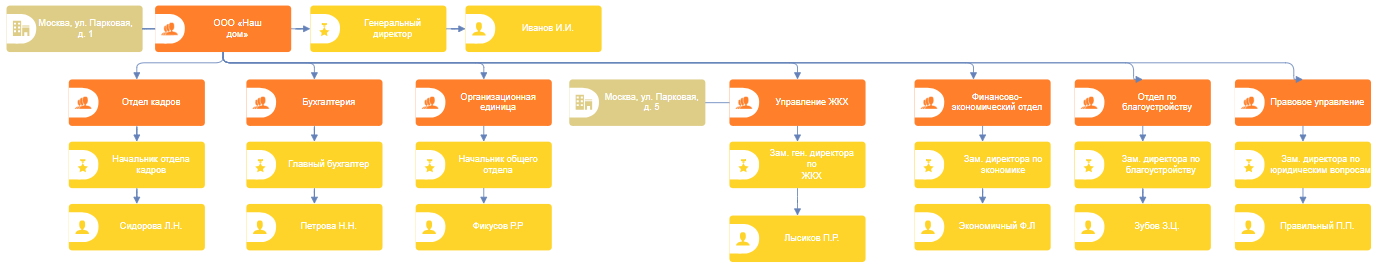 Москва, ул. Парковая,
д. 1
ООО «Наш
дом»
Генеральный
директор
Иванов И.И.
Отдел кадров
Бухгалтерия
Организационная
единица
Москва, ул. Парковая,
д. 5
Управление ЖКХ
Финансово-
экономический отдел
Отдел по
благоустройству
Правовое управление
Начальник отдела
кадров
Главный бухгалтер
Начальник общего
отдела
Зам. ген. директора
по
ЖКХ
Зам. директора по
экономике
Зам. директора по
благоустройству
Зам. директора по
юридическим вопросам
Сидорова Л.Н.
Петрова Н.Н.
Фикусов Р.Р
Лысиков П.Р.
Экономичный Ф.Л
Зубов З.Ц.
Правильный П.П.